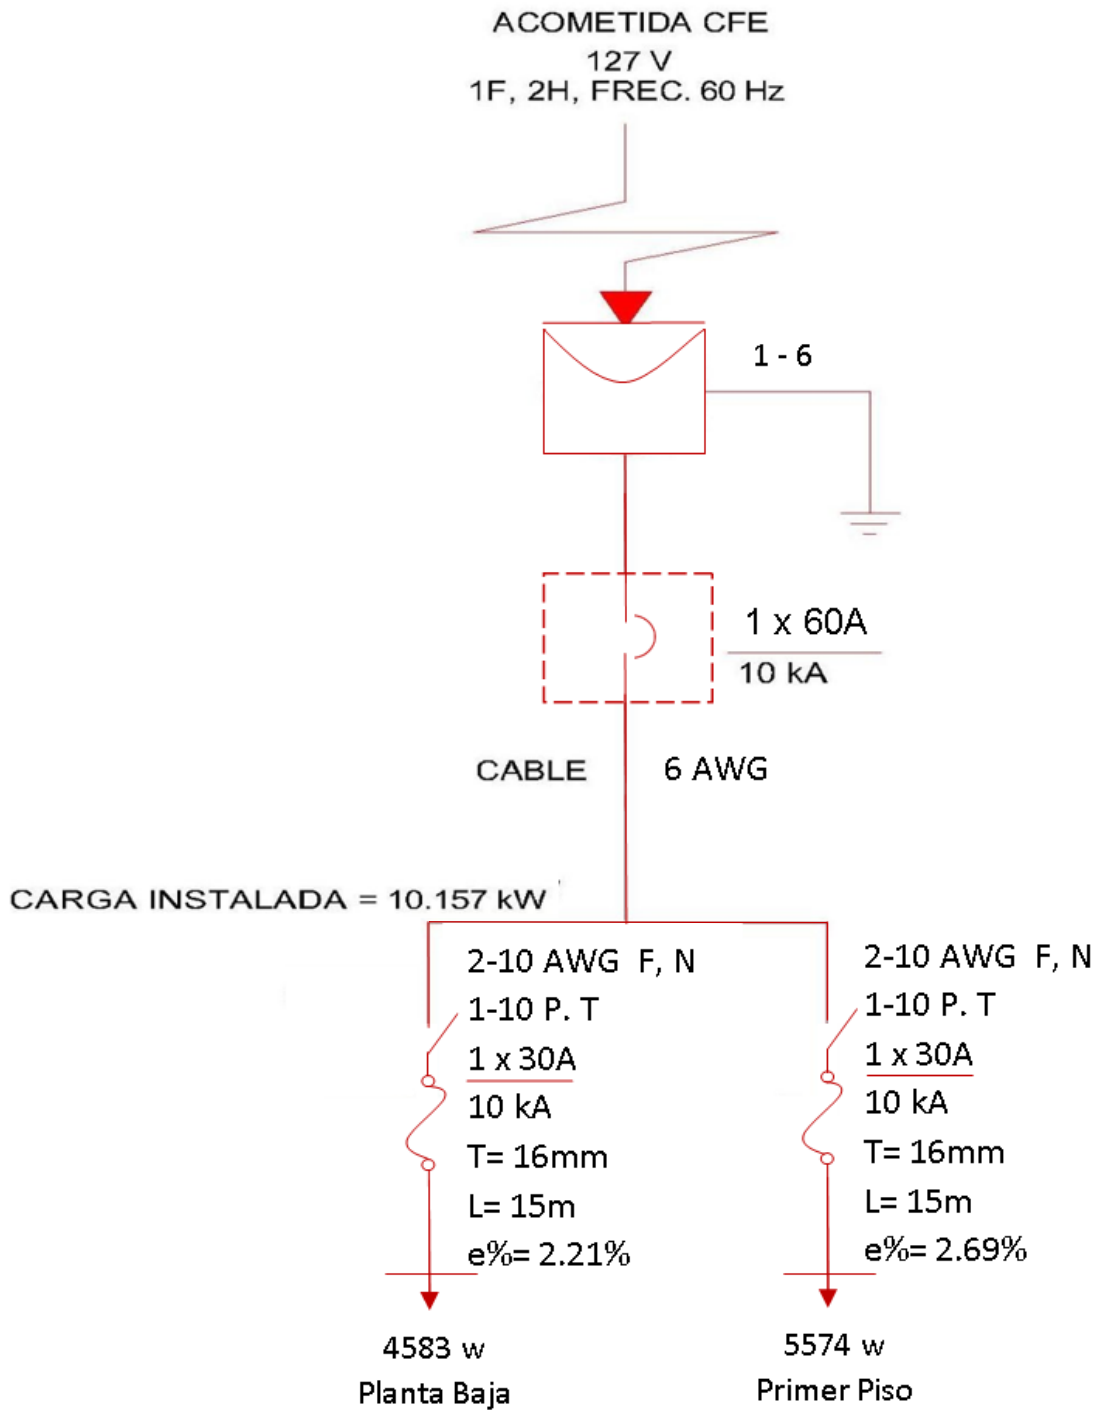 ACOMETIDA CFE
127 V
1F, 2H, FREC. 60 Hz
1 - 6
1 x 60A
10 kA
CABLE 6 AWG
CARGA INSTALADA = 10.157 kW
2-10 AWG F, N
1-10 P. T
1 x 30A
10 kA
T= 16mm
L= 15m
e%= 2.21%
4583 w
Planta Baja
2-10 AWG F, N
1-10 P. T
1 x 30A
10 kA
T= 16mm
L= 15m
e%= 2.69%
5574 w
Primer Piso